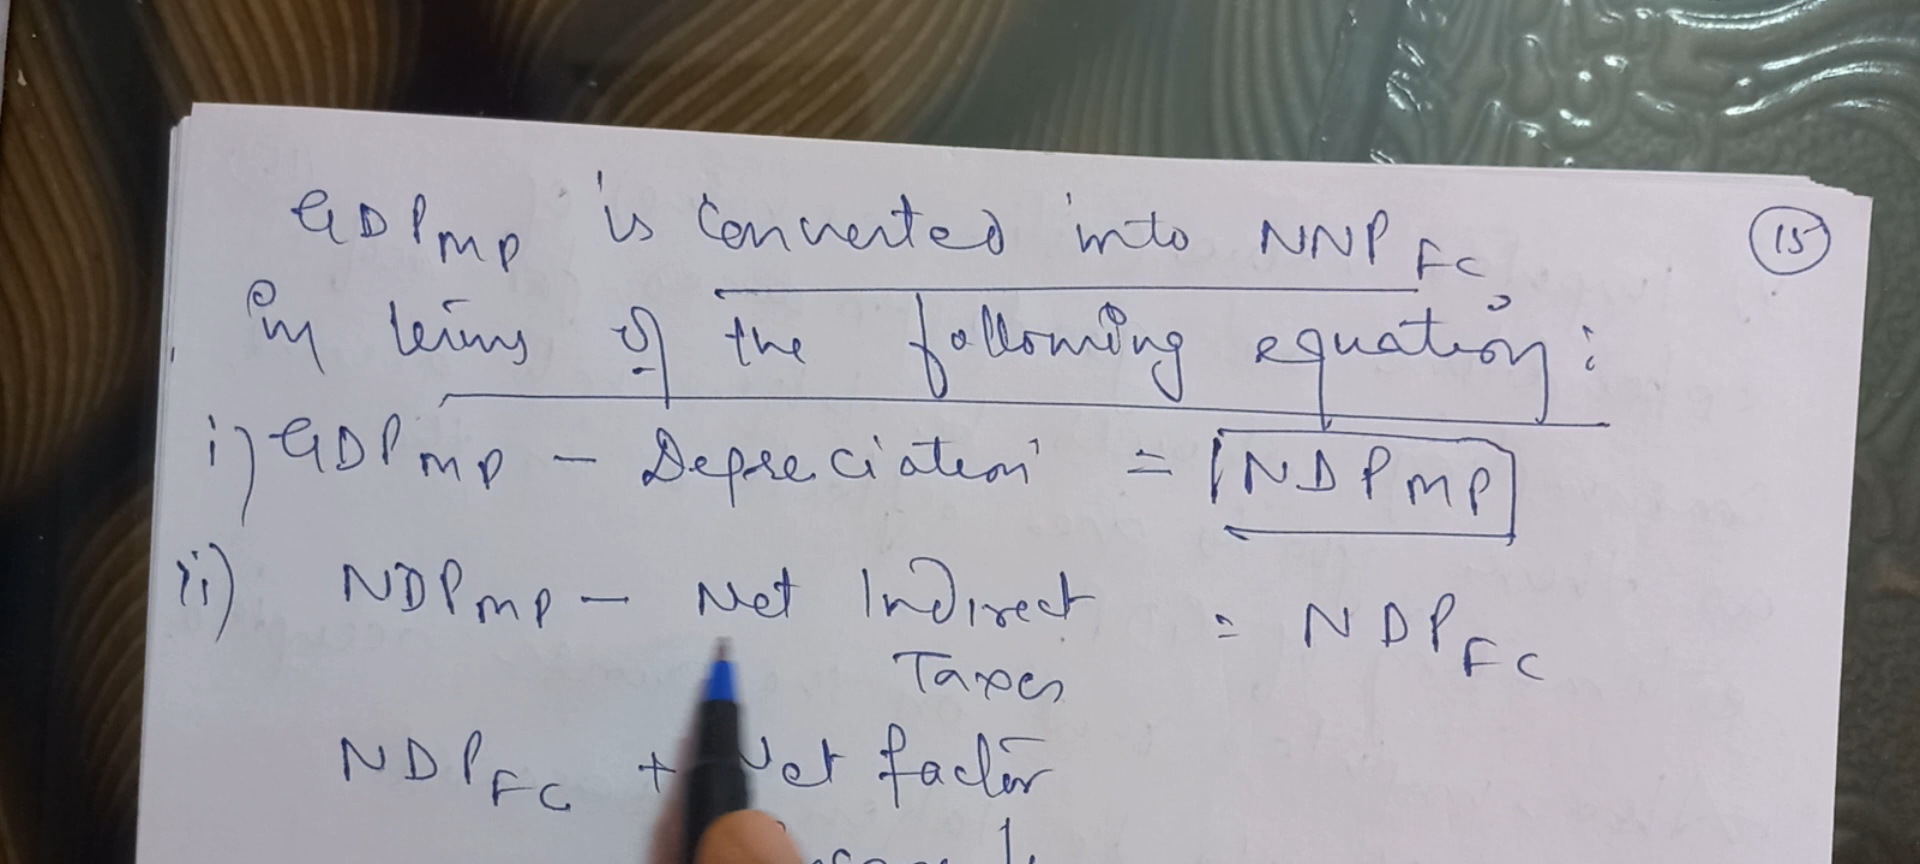 GDPMP is converted into NNPFC, 15
in terms of the following equation:
i) GDPMP - Depreciation = NDPMP
ii) NDPMP - Net Indirect = NDPFC
Taxes
NDPFC + Net factor